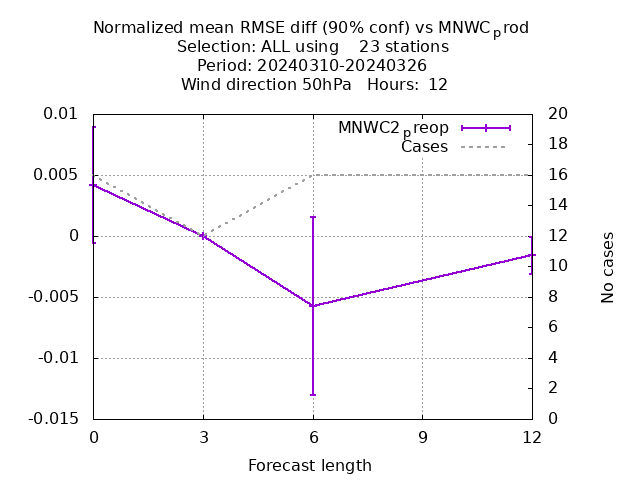 Normalized mean RMSE diff (90% conf) vs MNWCprod
Selection: ALL using    23 stations
Period: 20240310-20240326
Wind direction 50hPa   Hours:  12
MNWC2preop
Cases
0.01
0.005
0
-0.005
-0.01
-0.015
20
18
16
14
12
10
8
6
4
2
0
No cases
0 3 6 9 12
Forecast length